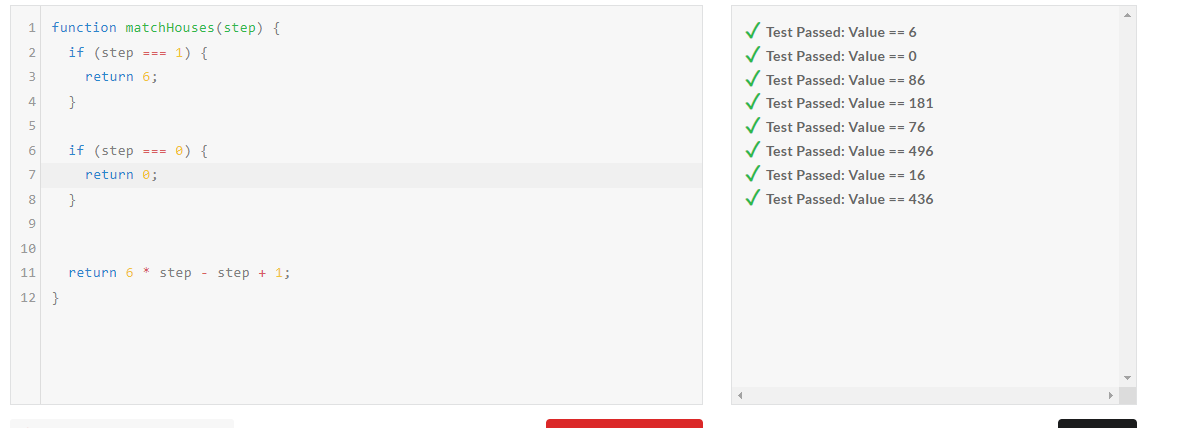 1 function matchHouses(step) {
2 if (step === 1) {
3 return 6;
4 }
5
6 if (step === 0) {
7 return 0;
8 }
9
10
11 return 6 * step - step + 1;
12 }
Test Passed: Value == 6
Test Passed: Value == 0
Test Passed: Value == 86
Test Passed: Value == 181
Test Passed: Value == 76
Test Passed: Value == 496
Test Passed: Value == 16
Test Passed: Value == 436